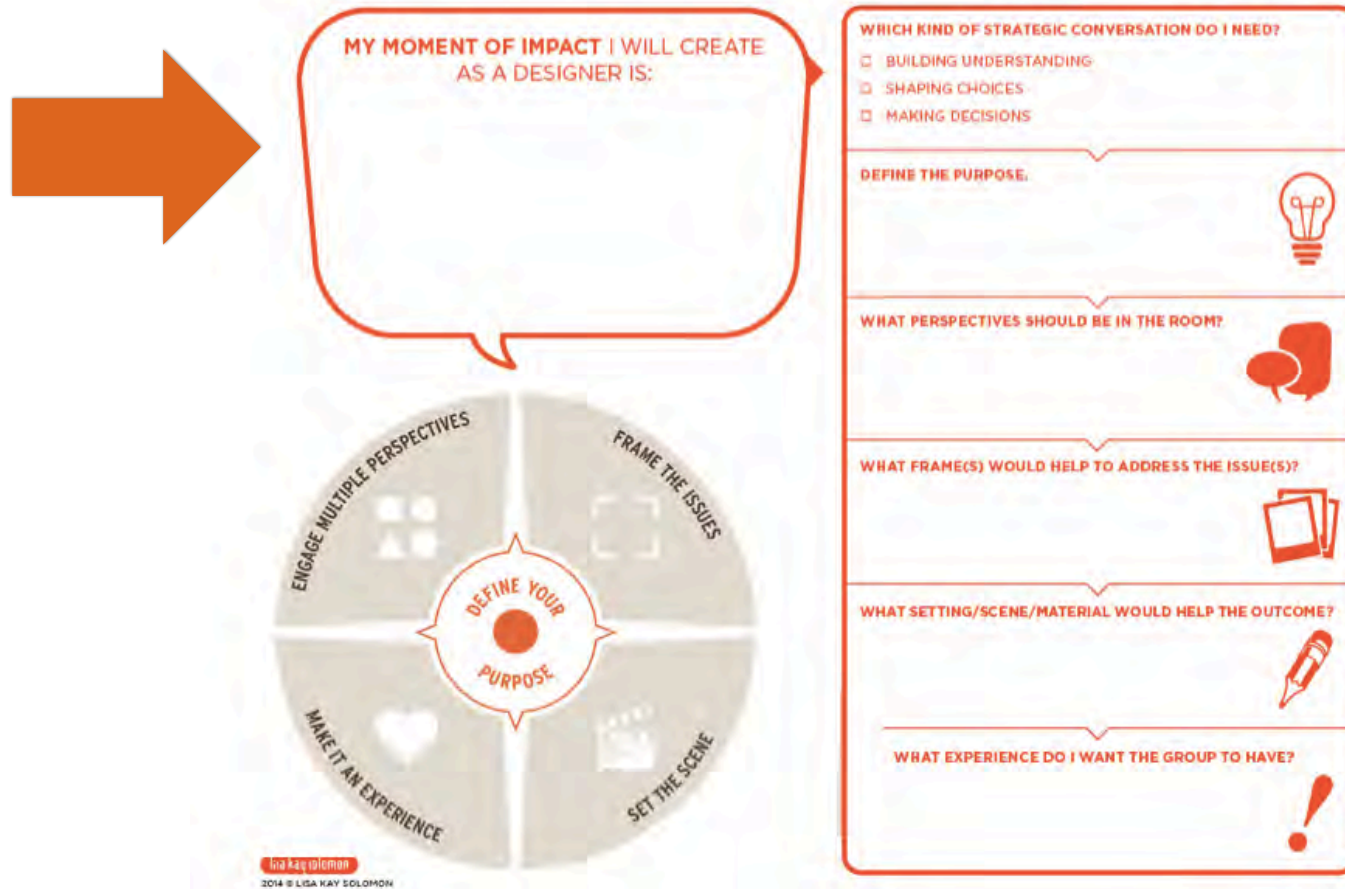 MY MOMENT OF IMPACT I WILL CREATE
AS A DESIGNER IS:
ENGAGE MULTIPLE PERSPECTIVES
FRAME THE ISSUES
DEFINE YOUR
PURPOSE
MAKE IT AN EXPERIENCE
SET THE SCENE
lisa kay solomon
2014 © LISA KAY SOLOMON
WHICH KIND OF STRATEGIC CONVERSATION DO I NEED?
BUILDING UNDERSTANDING
SHAPING CHOICES
MAKING DECISIONS
DEFINE THE PURPOSE.
WHAT PERSPECTIVES SHOULD BE IN THE ROOM?
WHAT FRAME(S) WOULD HELP TO ADDRESS THE ISSUE(S)?
WHAT SETTING/SCENE/MATERIAL WOULD HELP THE OUTCOME?
WHAT EXPERIENCE DO I WANT THE GROUP TO HAVE?